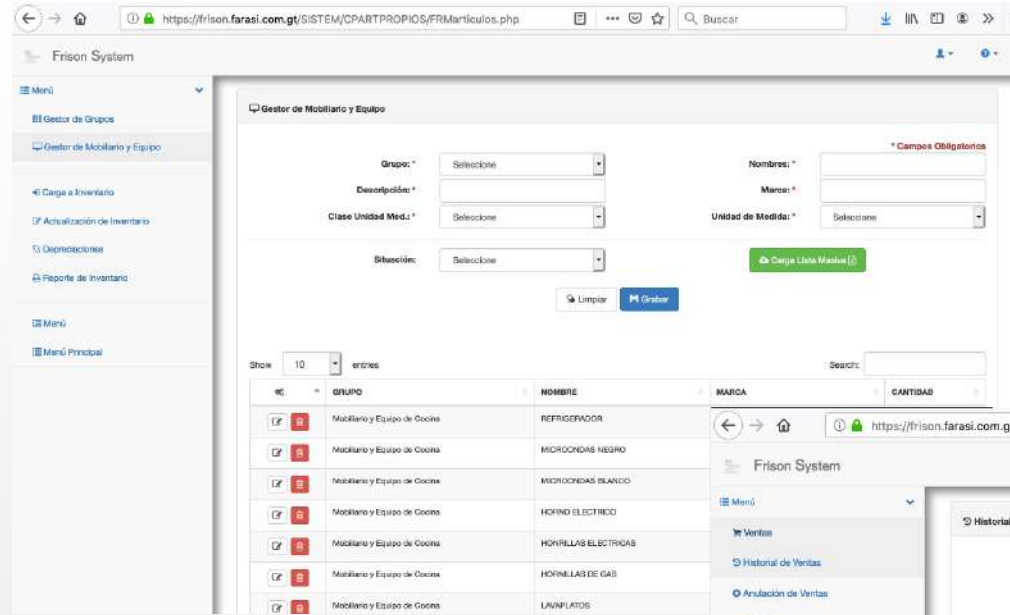 https://frison.farasi.com.gt/SISTEM/CPARTPROPIOS/FRMarticulos.php
Buscar
Frison System
Menú
Gestor de Grupos
Gestor de Mobiliario y Equipo
Carga a Inventario
Actualización de Inventario
Depreciaciones
Reporte de Inventario
Menú
Menú Principal
Gestor de Mobiliario y Equipo
* Campos Obligatorios
Grupo: * Seleccione Nombres: *
Descripción: * Marca: *
Clase Unidad Med.: * Seleccione Unidad de Medida: * Seleccione
Situación: Seleccione Carga Lista Masiva
Limpiar Grabar
Show 10 entries Search:
GRUPO NOMBRE MARCA CANTIDAD
Mobiliario y Equipo de Cocina REFRIGERADOR
Mobiliario y Equipo de Cocina MICROONDAS NEGRO
Mobiliario y Equipo de Cocina MICROONDAS BLANCO
Mobiliario y Equipo de Cocina HORNO ELECTRICO
Mobiliario y Equipo de Cocina HONRILLAS ELECTRICAS
Mobiliario y Equipo de Cocina HORNILLAS DE GAS
Mobiliario y Equipo de Cocina LAVAPLATOS
https://frison.farasi.com.g
Frison System
Menú
Ventas
Historial de Ventas
Anulación de Ventas
Historial